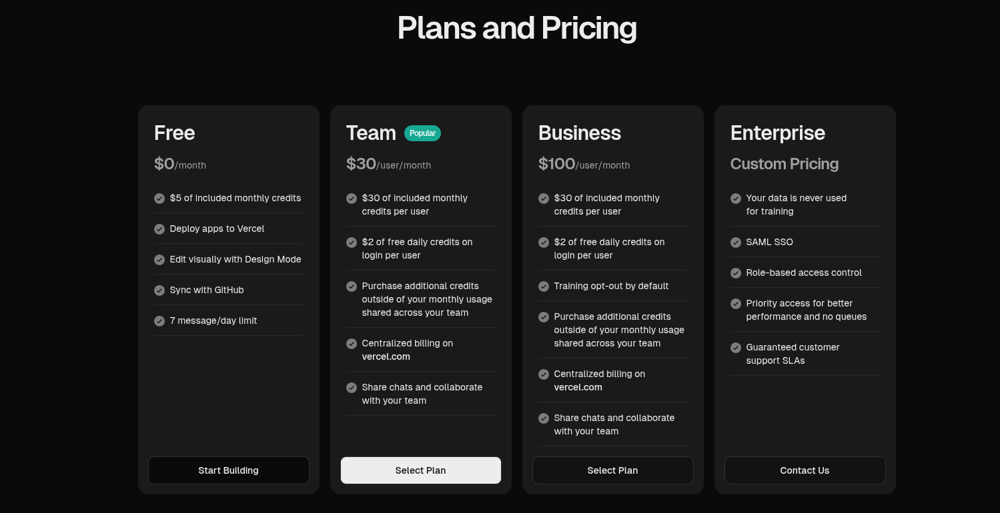 Plans and Pricing
Free
$0/month
$5 of included monthly credits
Deploy apps to Vercel
Edit visually with Design Mode
Sync with GitHub
7 message/day limit
Start Building
Team Popular
$30/user/month
$30 of included monthly
credits per user
$2 of free daily credits on
login per user
Purchase additional credits
outside of your monthly usage
shared across your team
Centralized billing on
vercel.com
Share chats and collaborate
with your team
Select Plan
Business
$100/user/month
$30 of included monthly
credits per user
$2 of free daily credits on
login per user
Training opt-out by default
Purchase additional credits
outside of your monthly usage
shared across your team
Centralized billing on
vercel.com
Share chats and collaborate
with your team
Select Plan
Enterprise
Custom Pricing
Your data is never used
for training
SAML SSO
Role-based access control
Priority access for better
performance and no queues
Guaranteed customer
support SLAs
Contact Us